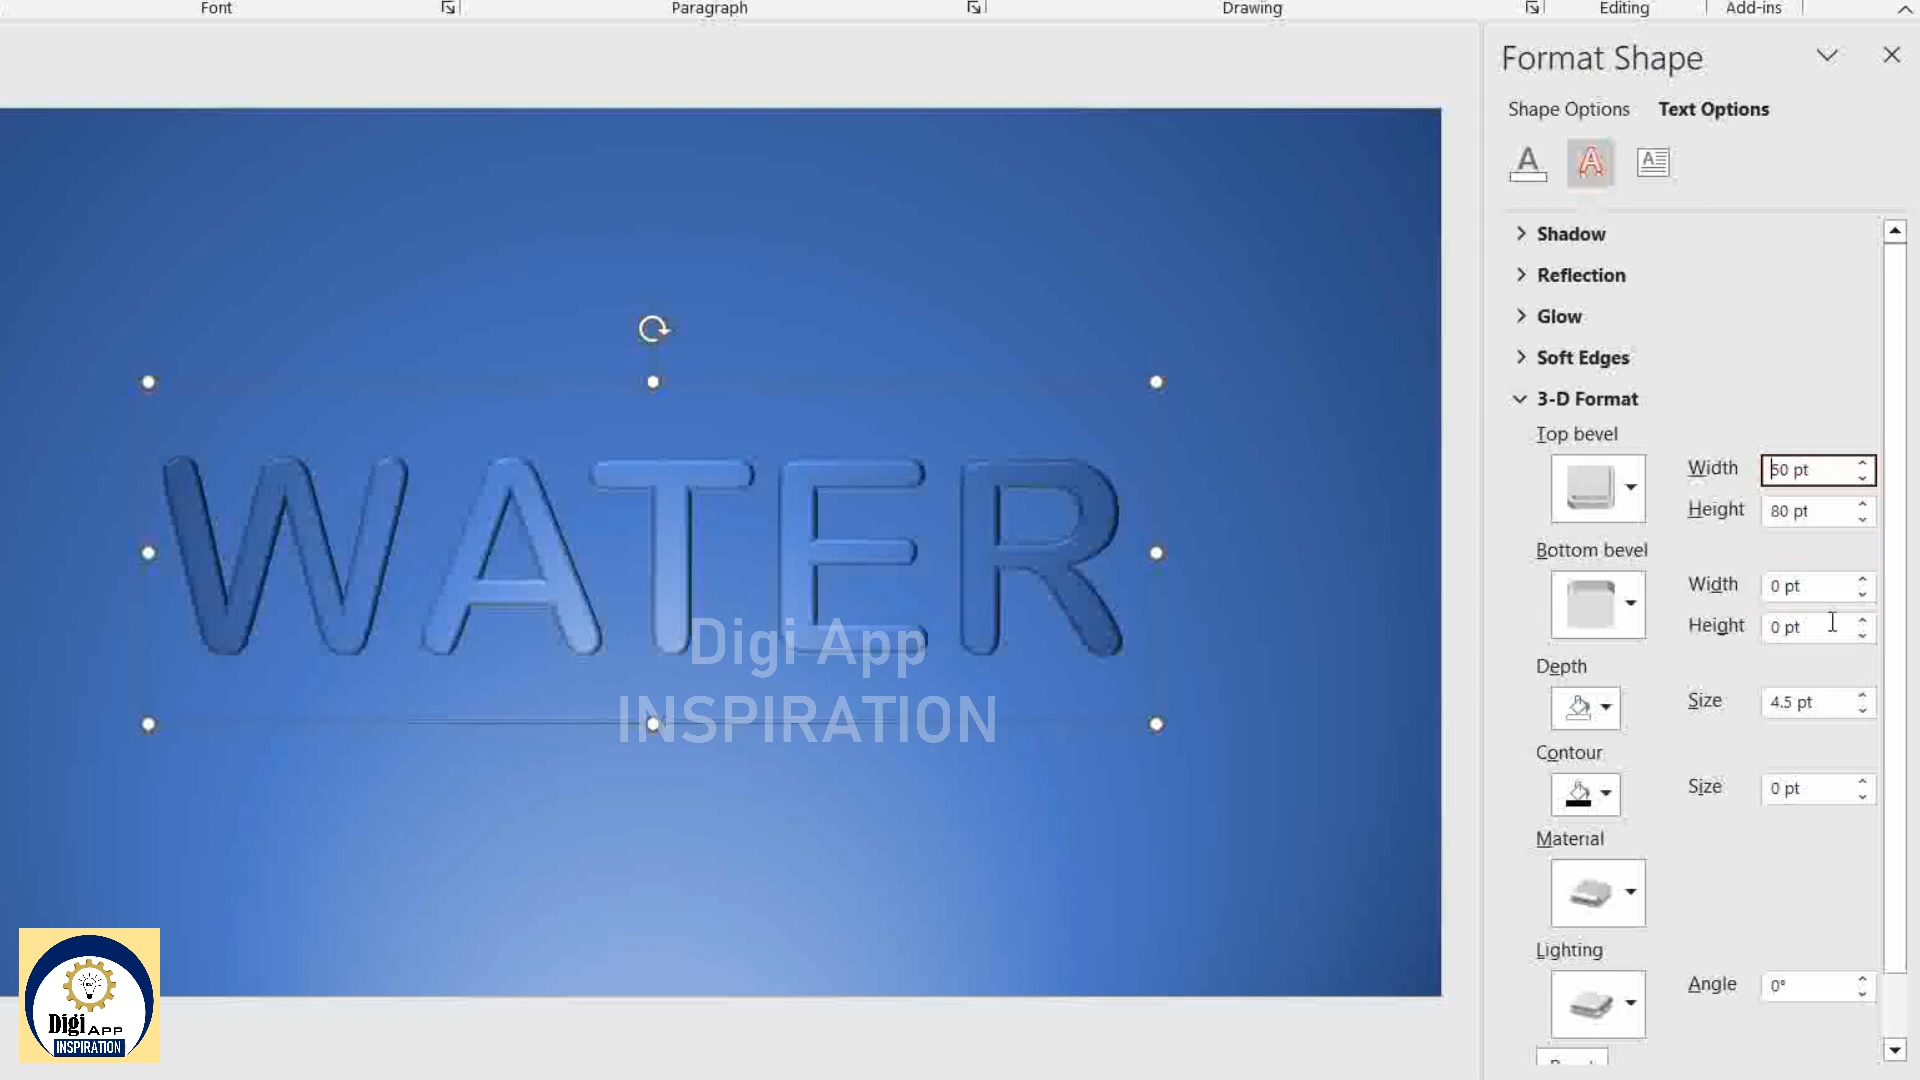 Font Paragraph Drawing Editing Add-ins
Format Shape
Shape Options Text Options
Shadow
Reflection
Glow
Soft Edges
3-D Format
Top bevel
Width 50 pt
Height 80 pt
Bottom bevel
Width 0 pt
Height 0 pt
Depth
Size 4.5 pt
Contour
Size 0 pt
Material
Lighting
Angle 0°
WATER
Digi App
INSPIRATION
Digi APP
INSPIRATION